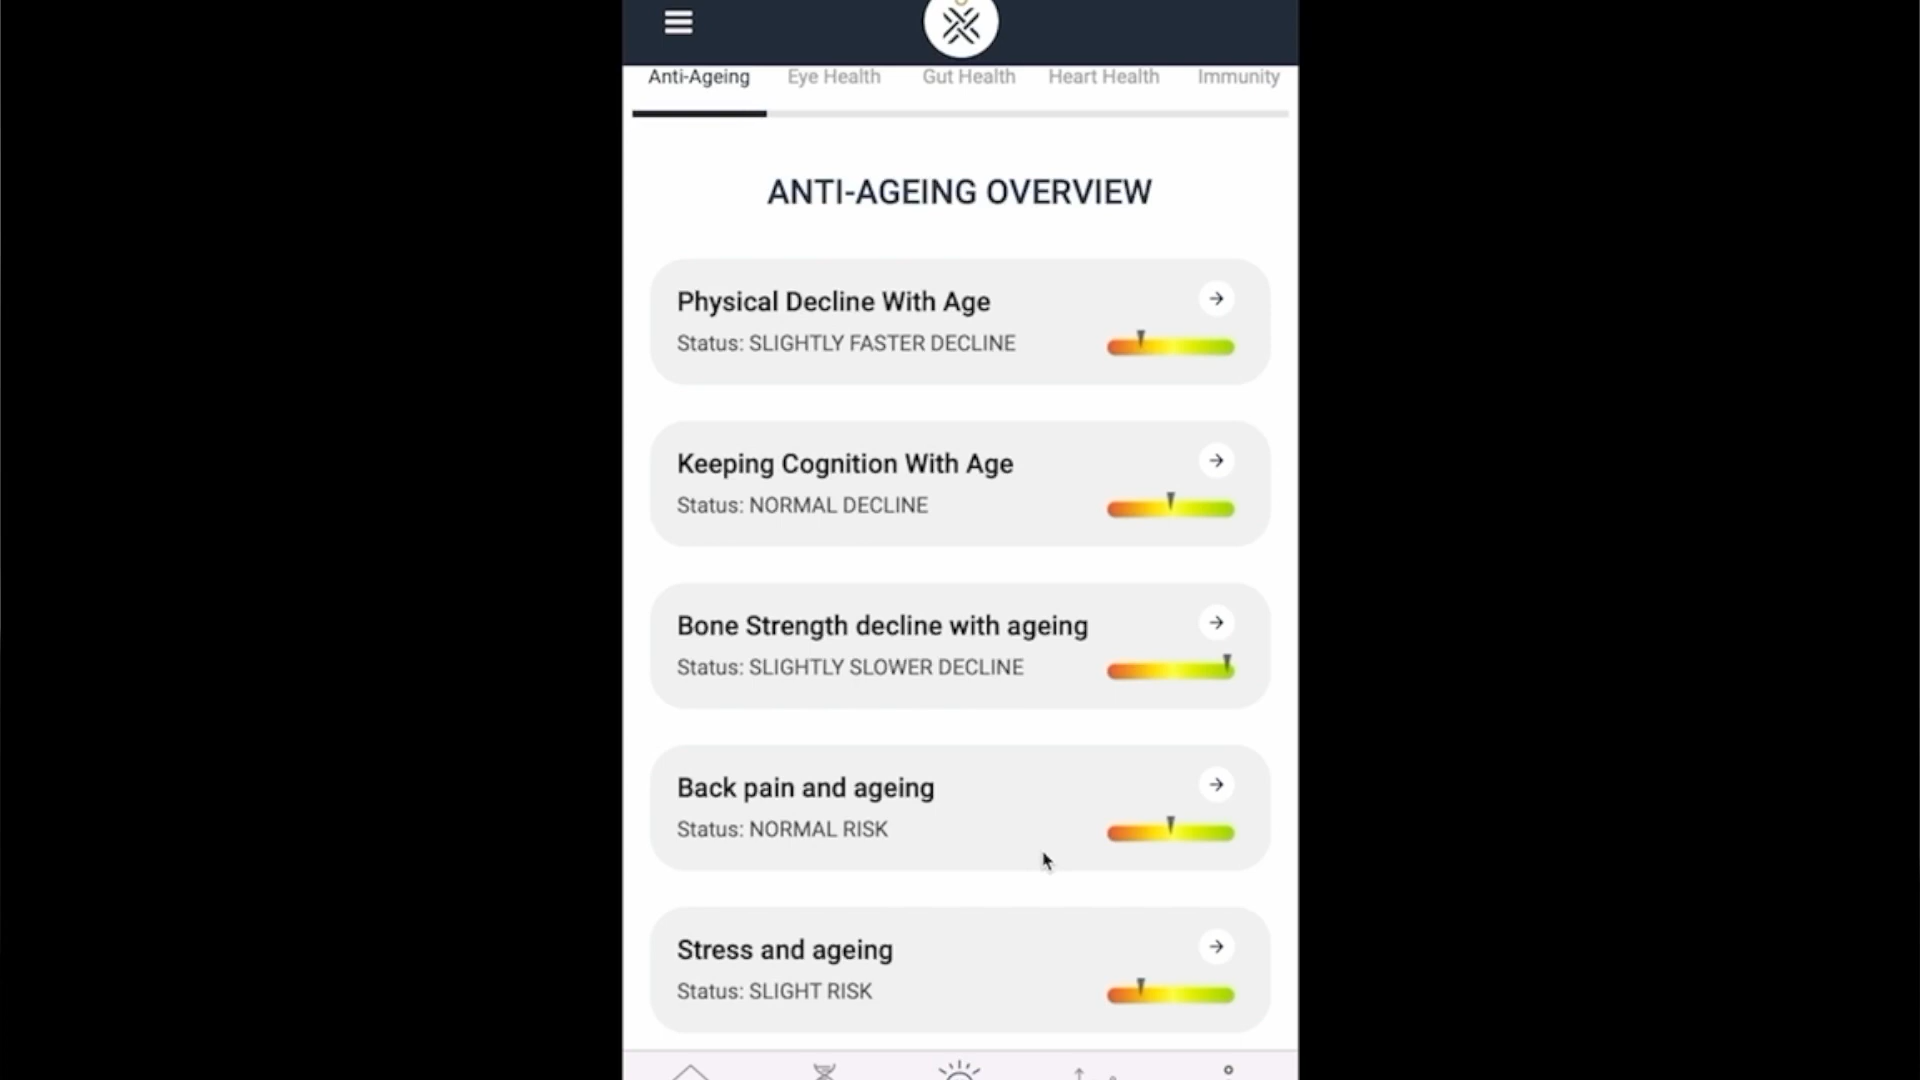 Anti-Ageing Eye Health Gut Health Heart Health Immunity
ANTI-AGEING OVERVIEW
Physical Decline With Age
Status: SLIGHTLY FASTER DECLINE
Keeping Cognition With Age
Status: NORMAL DECLINE
Bone Strength decline with ageing
Status: SLIGHTLY SLOWER DECLINE
Back pain and ageing
Status: NORMAL RISK
Stress and ageing
Status: SLIGHT RISK